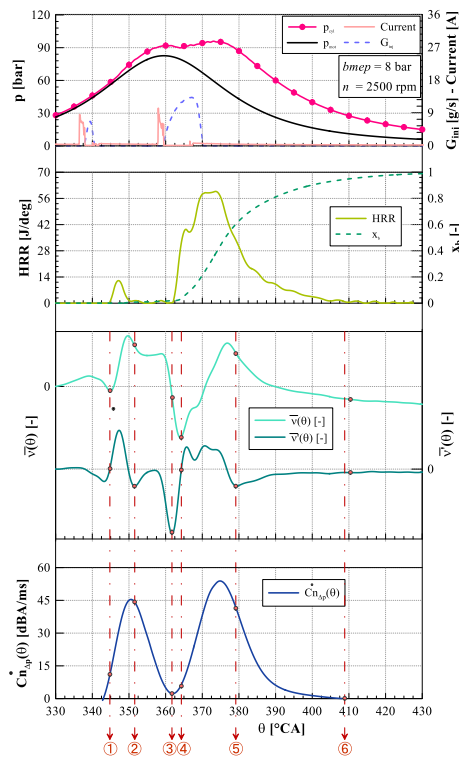 120
90
60
30
0
p [bar]
36
27
18
9
0
G_inj [g/s] - Current [A]
p_cyl
p_mot
Current
G_inj
bmep = 8 bar
n = 2500 rpm
70
56
42
28
14
0
HRR [J/deg]
1
0.8
0.6
0.4
0.2
0
x_b [-]
HRR
x_b
0
0
ν̅(θ) [-]
ν̅'(θ) [-]
ν̅(θ) [-]
ν̅'(θ) [-]
60
45
30
15
0
Ċn_Δp(θ) [dBA/ms]
Ċn_Δp(θ)
330 340 350 360 370 380 390 400 410 420 430
θ [°CA]
① ② ③ ④ ⑤ ⑥